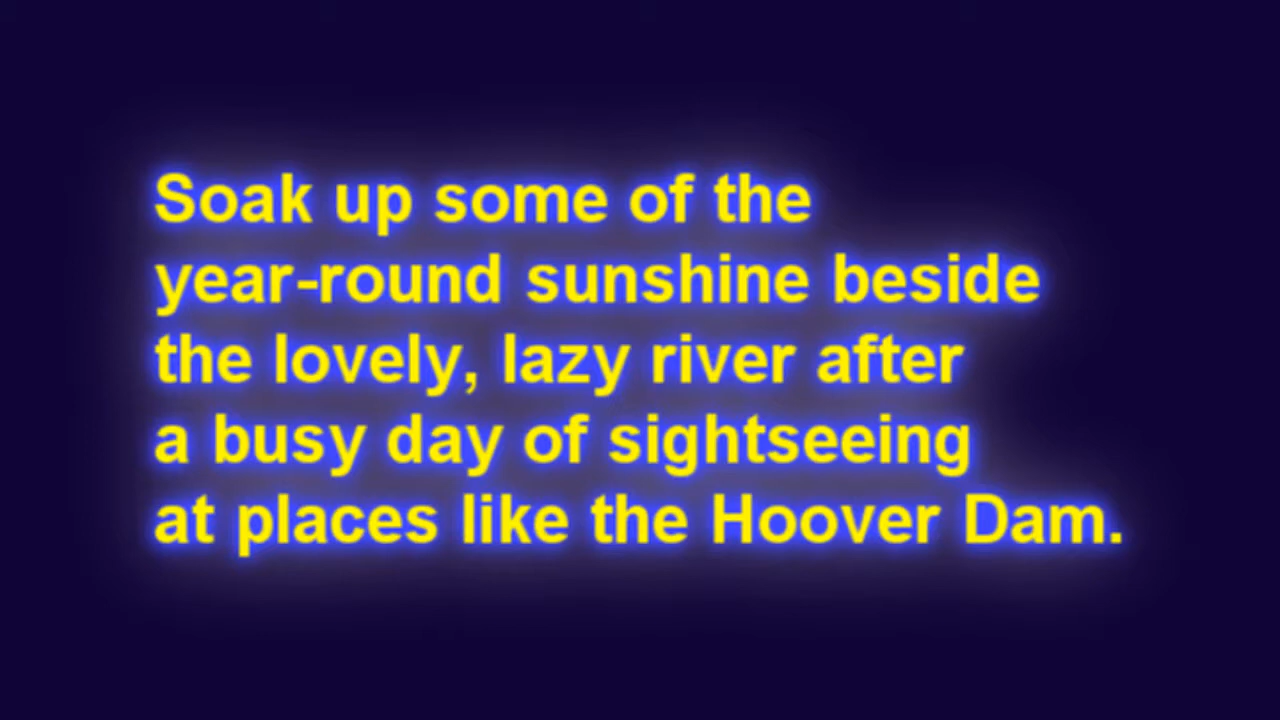 Soak up some of the
year-round sunshine beside
the lovely, lazy river after
a busy day of sightseeing
at places like the Hoover Dam.